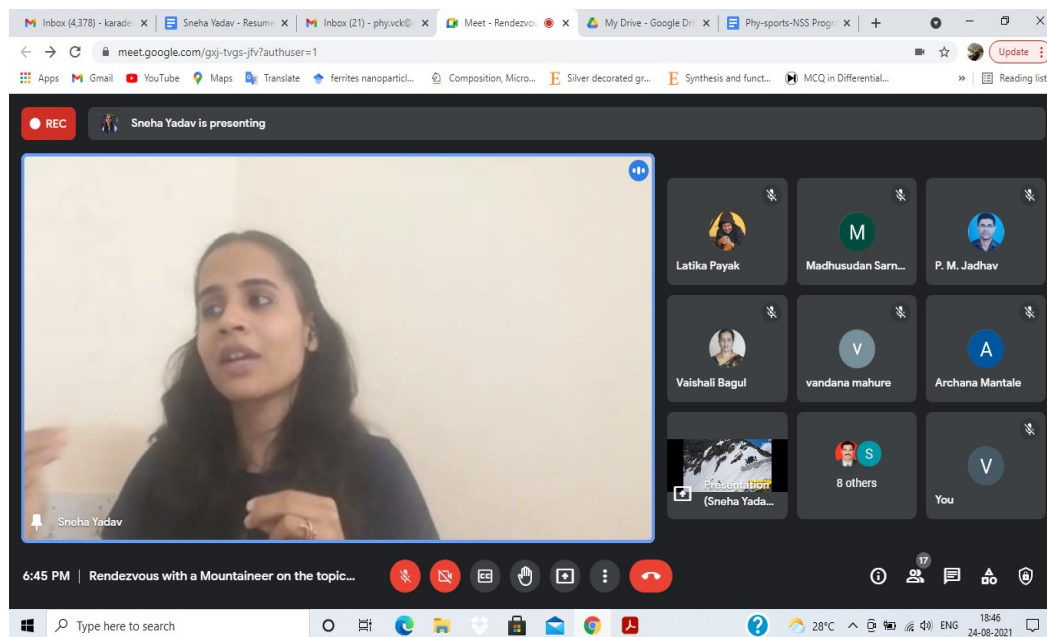 Inbox (4,378) - karade
Sneha Yadav - Resume
Inbox (21) - phy.vck@
Meet - Rendezvou
My Drive - Google Dri
Phy-sports-NSS Progr
meet.google.com/gxj-tvgs-jfv?authuser=1
Update
Apps
Gmail
YouTube
Maps
Translate
ferrites nanoparticl...
Composition, Micro...
Silver decorated gr...
Synthesis and funct...
MCQ in Differential...
»
Reading list
REC
Sneha Yadav is presenting
Latika Payak
M
Madhusudan Sarn...
P. M. Jadhav
Vaishali Bagul
V
vandana mahure
A
Archana Mantale
Presentation
(Sneha Yada...
S
8 others
V
You
Sneha Yadav
6:45 PM | Rendezvous with a Mountaineer on the topic...
CC
17
Type here to search
28°C
ENG
18:46
24-08-2021